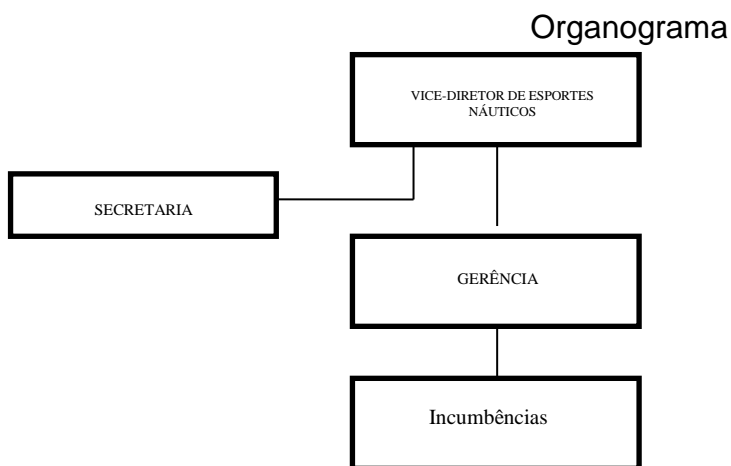 Organograma
VICE-DIRETOR DE ESPORTES
NÁUTICOS
SECRETARIA
GERÊNCIA
Incumbências